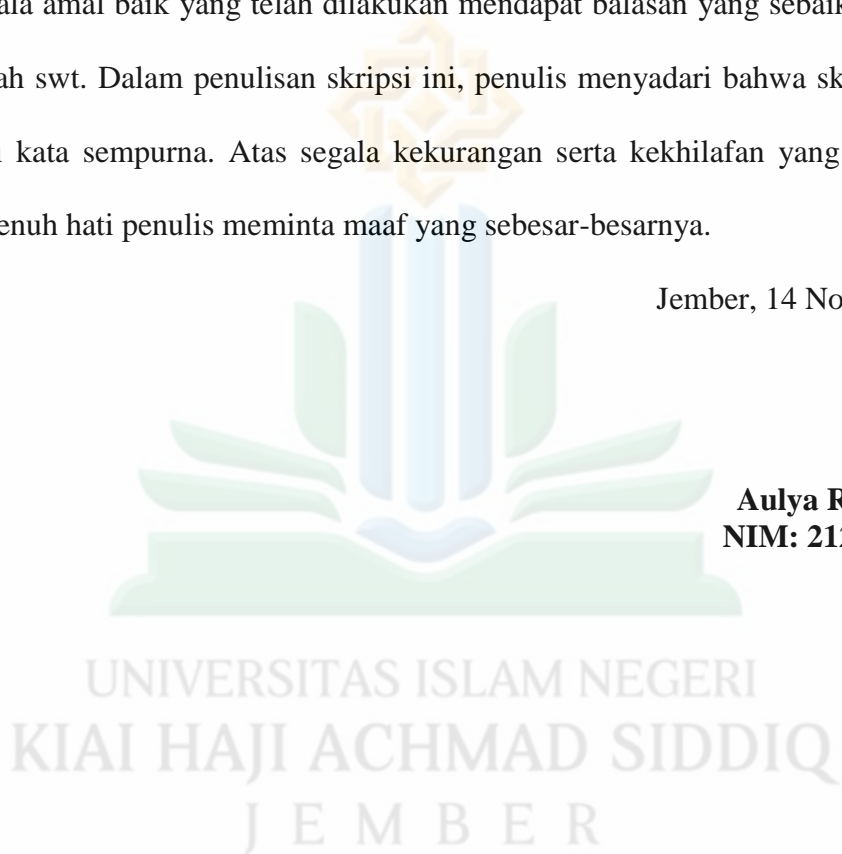 ala amal baik yang telah dilakukan mendapat balasan yang sebaik
ah swt. Dalam penulisan skripsi ini, penulis menyadari bahwa sk
i kata sempurna. Atas segala kekurangan serta kekhilafan yang
enuh hati penulis meminta maaf yang sebesar-besarnya.
Jember, 14 No
Aulya R
NIM: 212
UNIVERSITAS ISLAM NEGERI
KIAI HAJI ACHMAD SIDDIQ
JEMBER